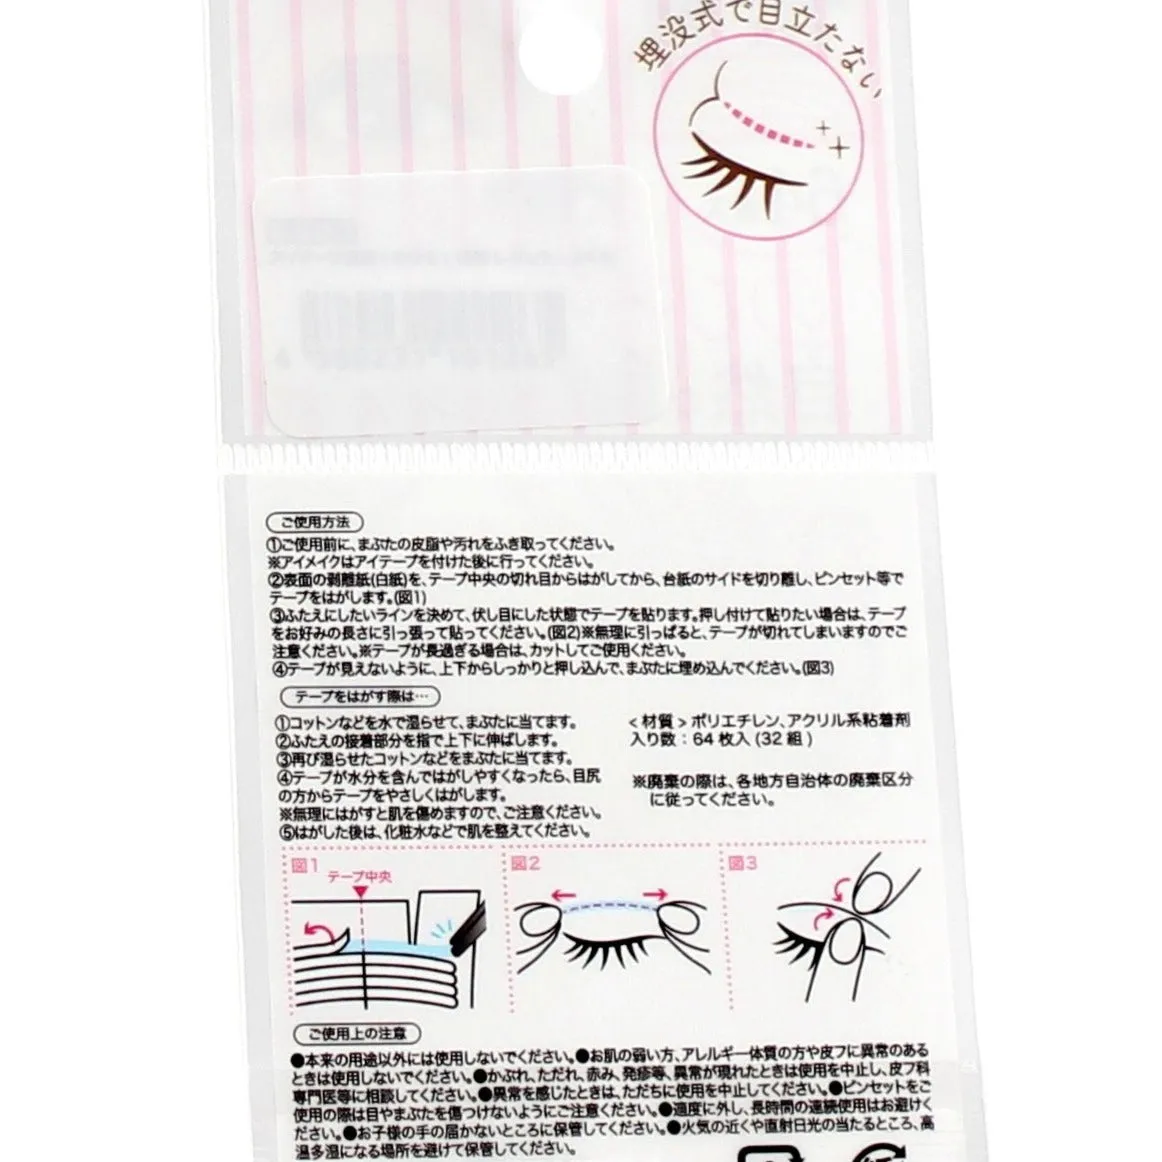 埋没式で目立たない
ご使用方法
①ご使用前に、まぶたの皮脂や汚れをふき取ってください。
※アイメイクはアイテープを付けた後に行ってください。
②表面の剥離紙(白紙)を、テープ中央の切れ目からはがしてから、台紙のサイドを切り離し、ピンセット等で
テープをはがします。(図1)
③ふたえにしたいラインを決めて、伏し目にした状態でテープを貼ります。押し付けて貼りたい場合は、テープ
をお好みの長さに引っ張って貼ってください。(図2)※無理に引っぱると、テープが切れてしまいますのでご
注意ください。※テープが長過ぎる場合は、カットしてご使用ください。
④テープが見えないように、上下からしっかりと押し込んで、まぶたに埋め込んでください。(図3)
テープをはがす際は…
①コットンなどを水で湿らせて、まぶたに当てます。
②ふたえの接着部分を指で上下に伸ばします。
③再び湿らせたコットンなどをまぶたに当てます。
④テープが水分を含んではがしやすくなったら、目尻
の方からテープをやさしくはがします。
※無理にはがすと肌を傷めますので、ご注意ください。
⑤はがした後は、化粧水などで肌を整えてください。
<材質>ポリエチレン、アクリル系粘着剤
入り数：64枚入(32組)
※廃棄の際は、各地方自治体の廃棄区分
に従ってください。
図1
テープ中央
図2
図3
ご使用上の注意
●本来の用途以外には使用しないでください。●お肌の弱い方、アレルギー体質の方や皮フに異常のある
ときは使用しないでください。●かぶれ、ただれ、赤み、発疹等、異常が現れたときは使用を中止し、皮フ科
専門医等に相談してください。●異常を感じたときは、ただちに使用を中止してください。●ピンセットをご
使用の際は目やまぶたを傷つけないようにご注意ください。●適度に外し、長時間の連続使用はお避けく
ださい。●お子様の手の届かないところに保管してください。●火気の近くや直射日光の当たるところ、高
温多湿になる場所を避けて保管してください。